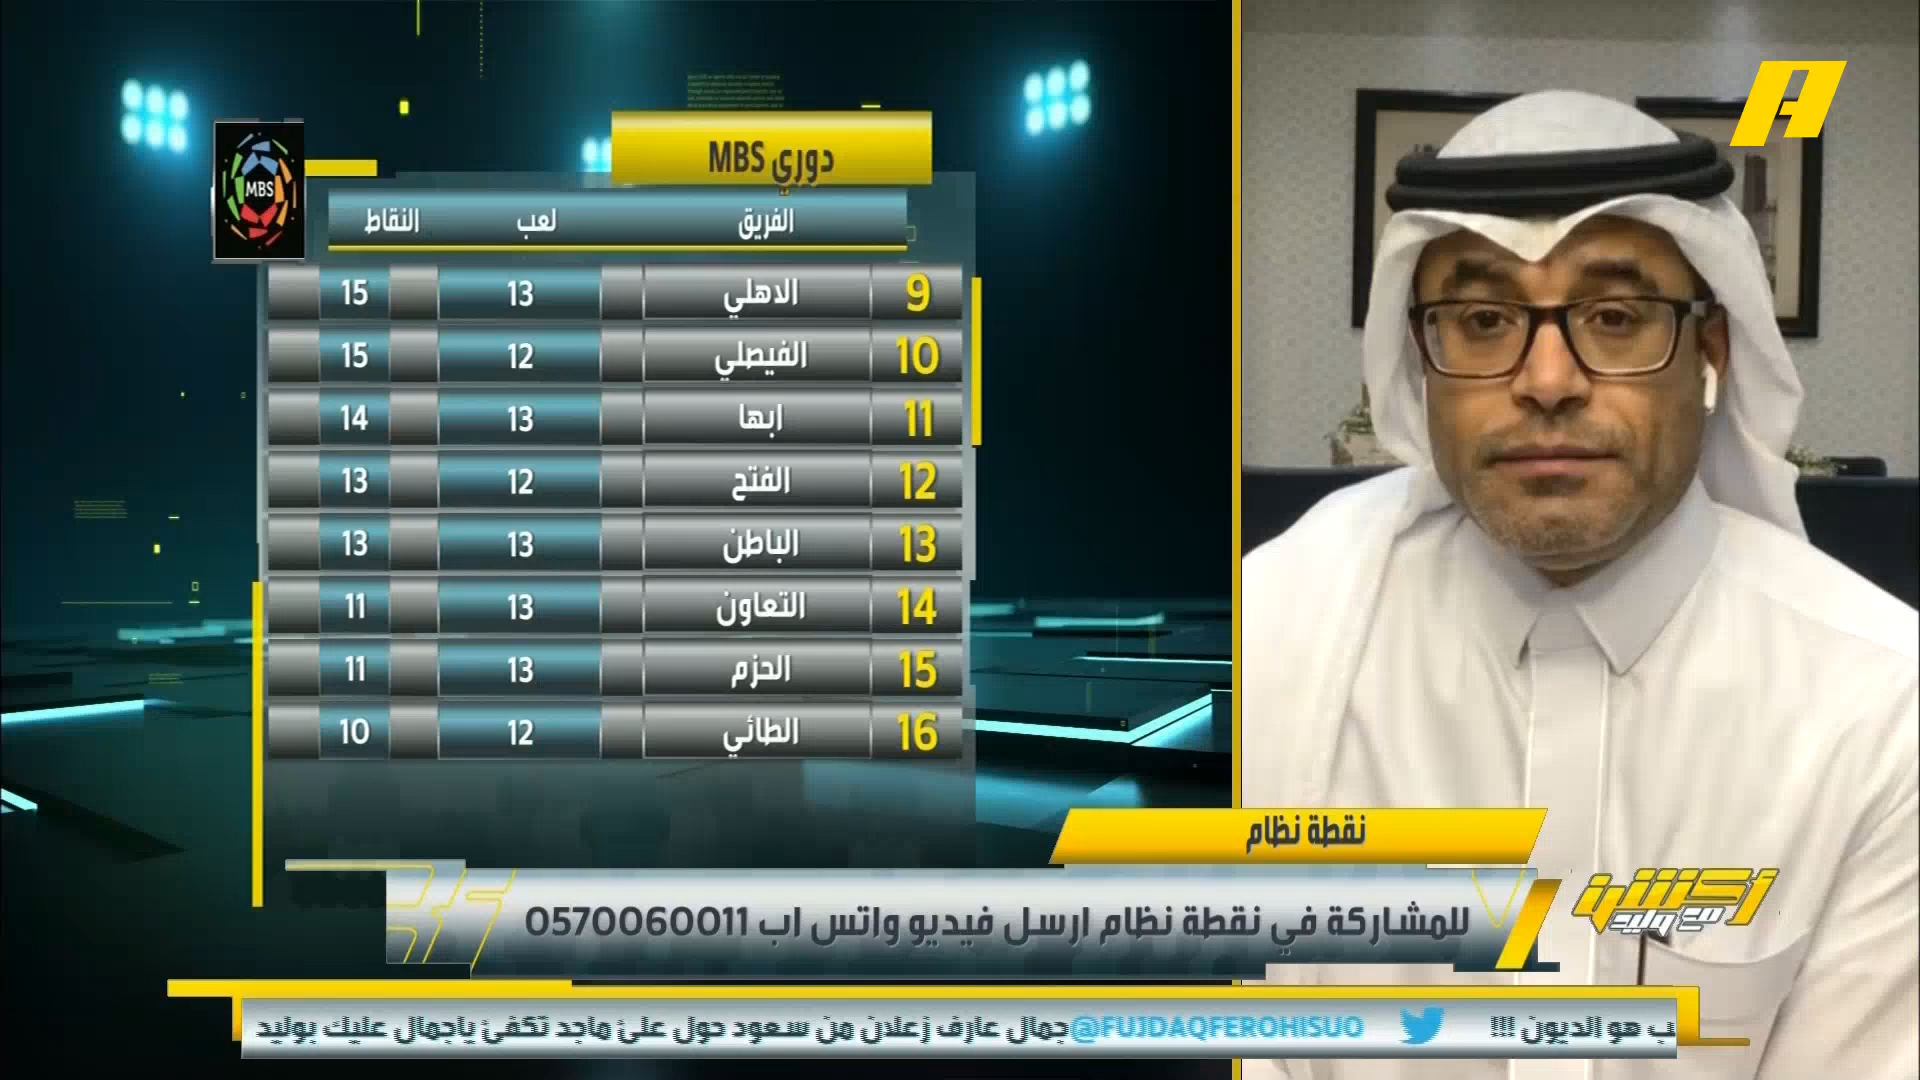 دوري MBS
MBS
الفريق لعب النقاط
9 الاهلي 13 15
10 الفيصلي 12 15
11 ابها 13 14
12 الفتح 12 13
13 الباطن 13 13
14 التعاون 13 11
15 الحزم 13 11
16 الطائي 12 10
نقطة نظام
للمشاركة في نقطة نظام ارسل فيديو واتس اب 0570060011
أكشن مع وليد
ب هو الديون !!! @FUJDAQFEROHISUO جمال عارف زعلان من سعود حول على ماجد تكفى ياجمال عليك بوليد